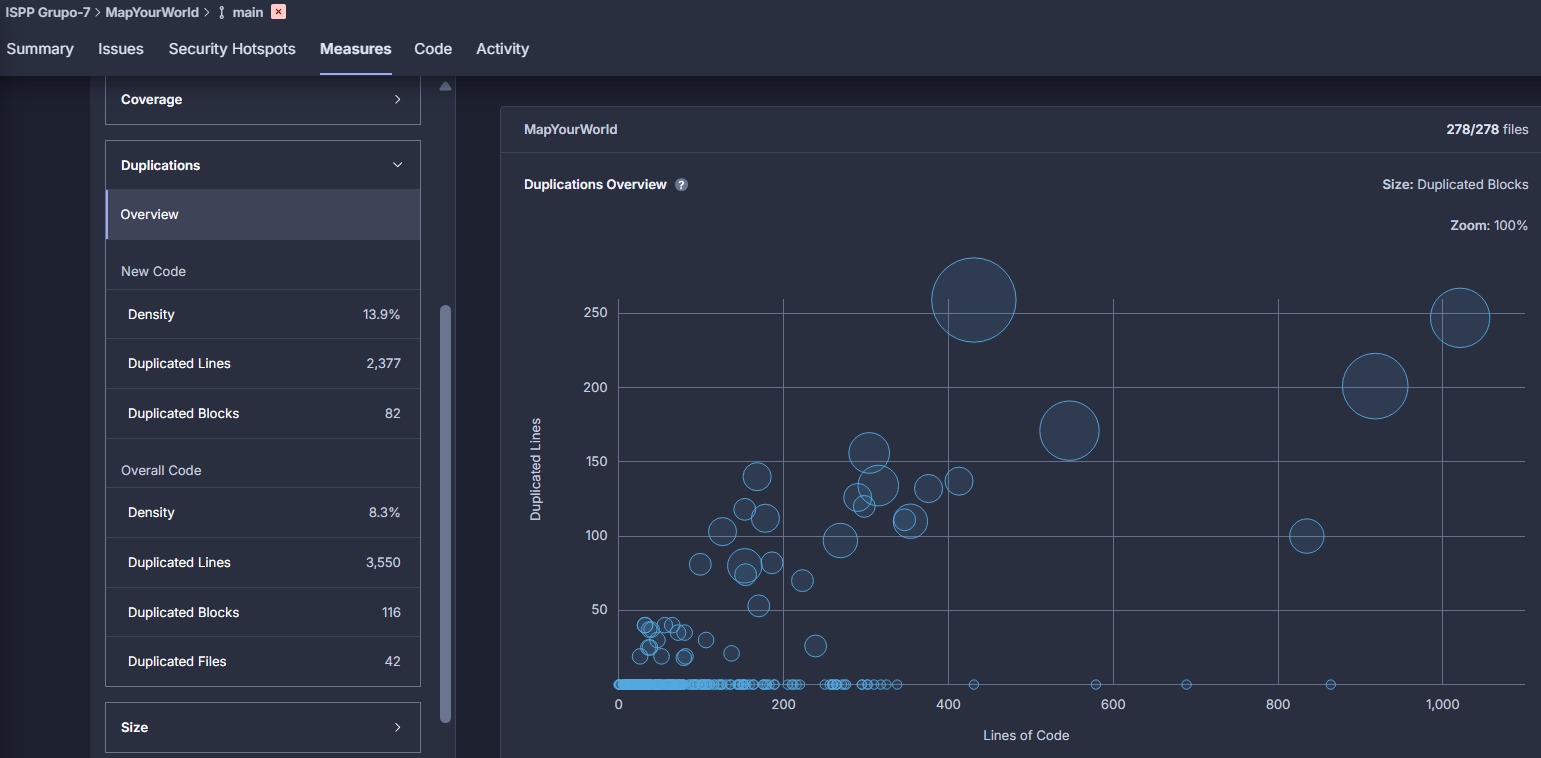 ISPP Grupo-7 > MapYourWorld > main
Summary Issues Security Hotspots Measures Code Activity
Coverage
Duplications
Overview
New Code
Density 13.9%
Duplicated Lines 2,377
Duplicated Blocks 82
Overall Code
Density 8.3%
Duplicated Lines 3,550
Duplicated Blocks 116
Duplicated Files 42
Size
MapYourWorld 278/278 files
Duplications Overview ? Size: Duplicated Blocks
Zoom: 100%
Duplicated Lines
250
200
150
100
50
0 200 400 600 800 1,000
Lines of Code